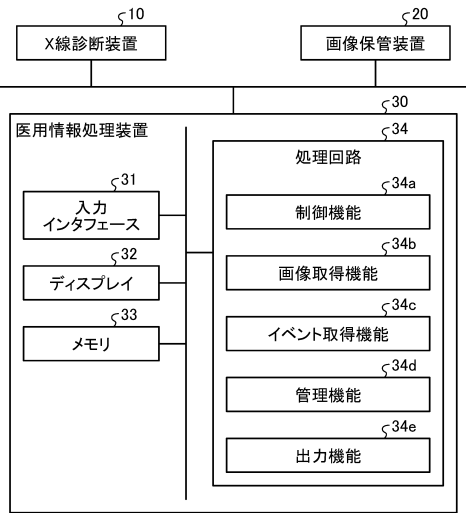 10
X線診断装置
20
画像保管装置
30
医用情報処理装置
34
処理回路
31
入力
インタフェース
32
ディスプレイ
33
メモリ
34a
制御機能
34b
画像取得機能
34c
イベント取得機能
34d
管理機能
34e
出力機能